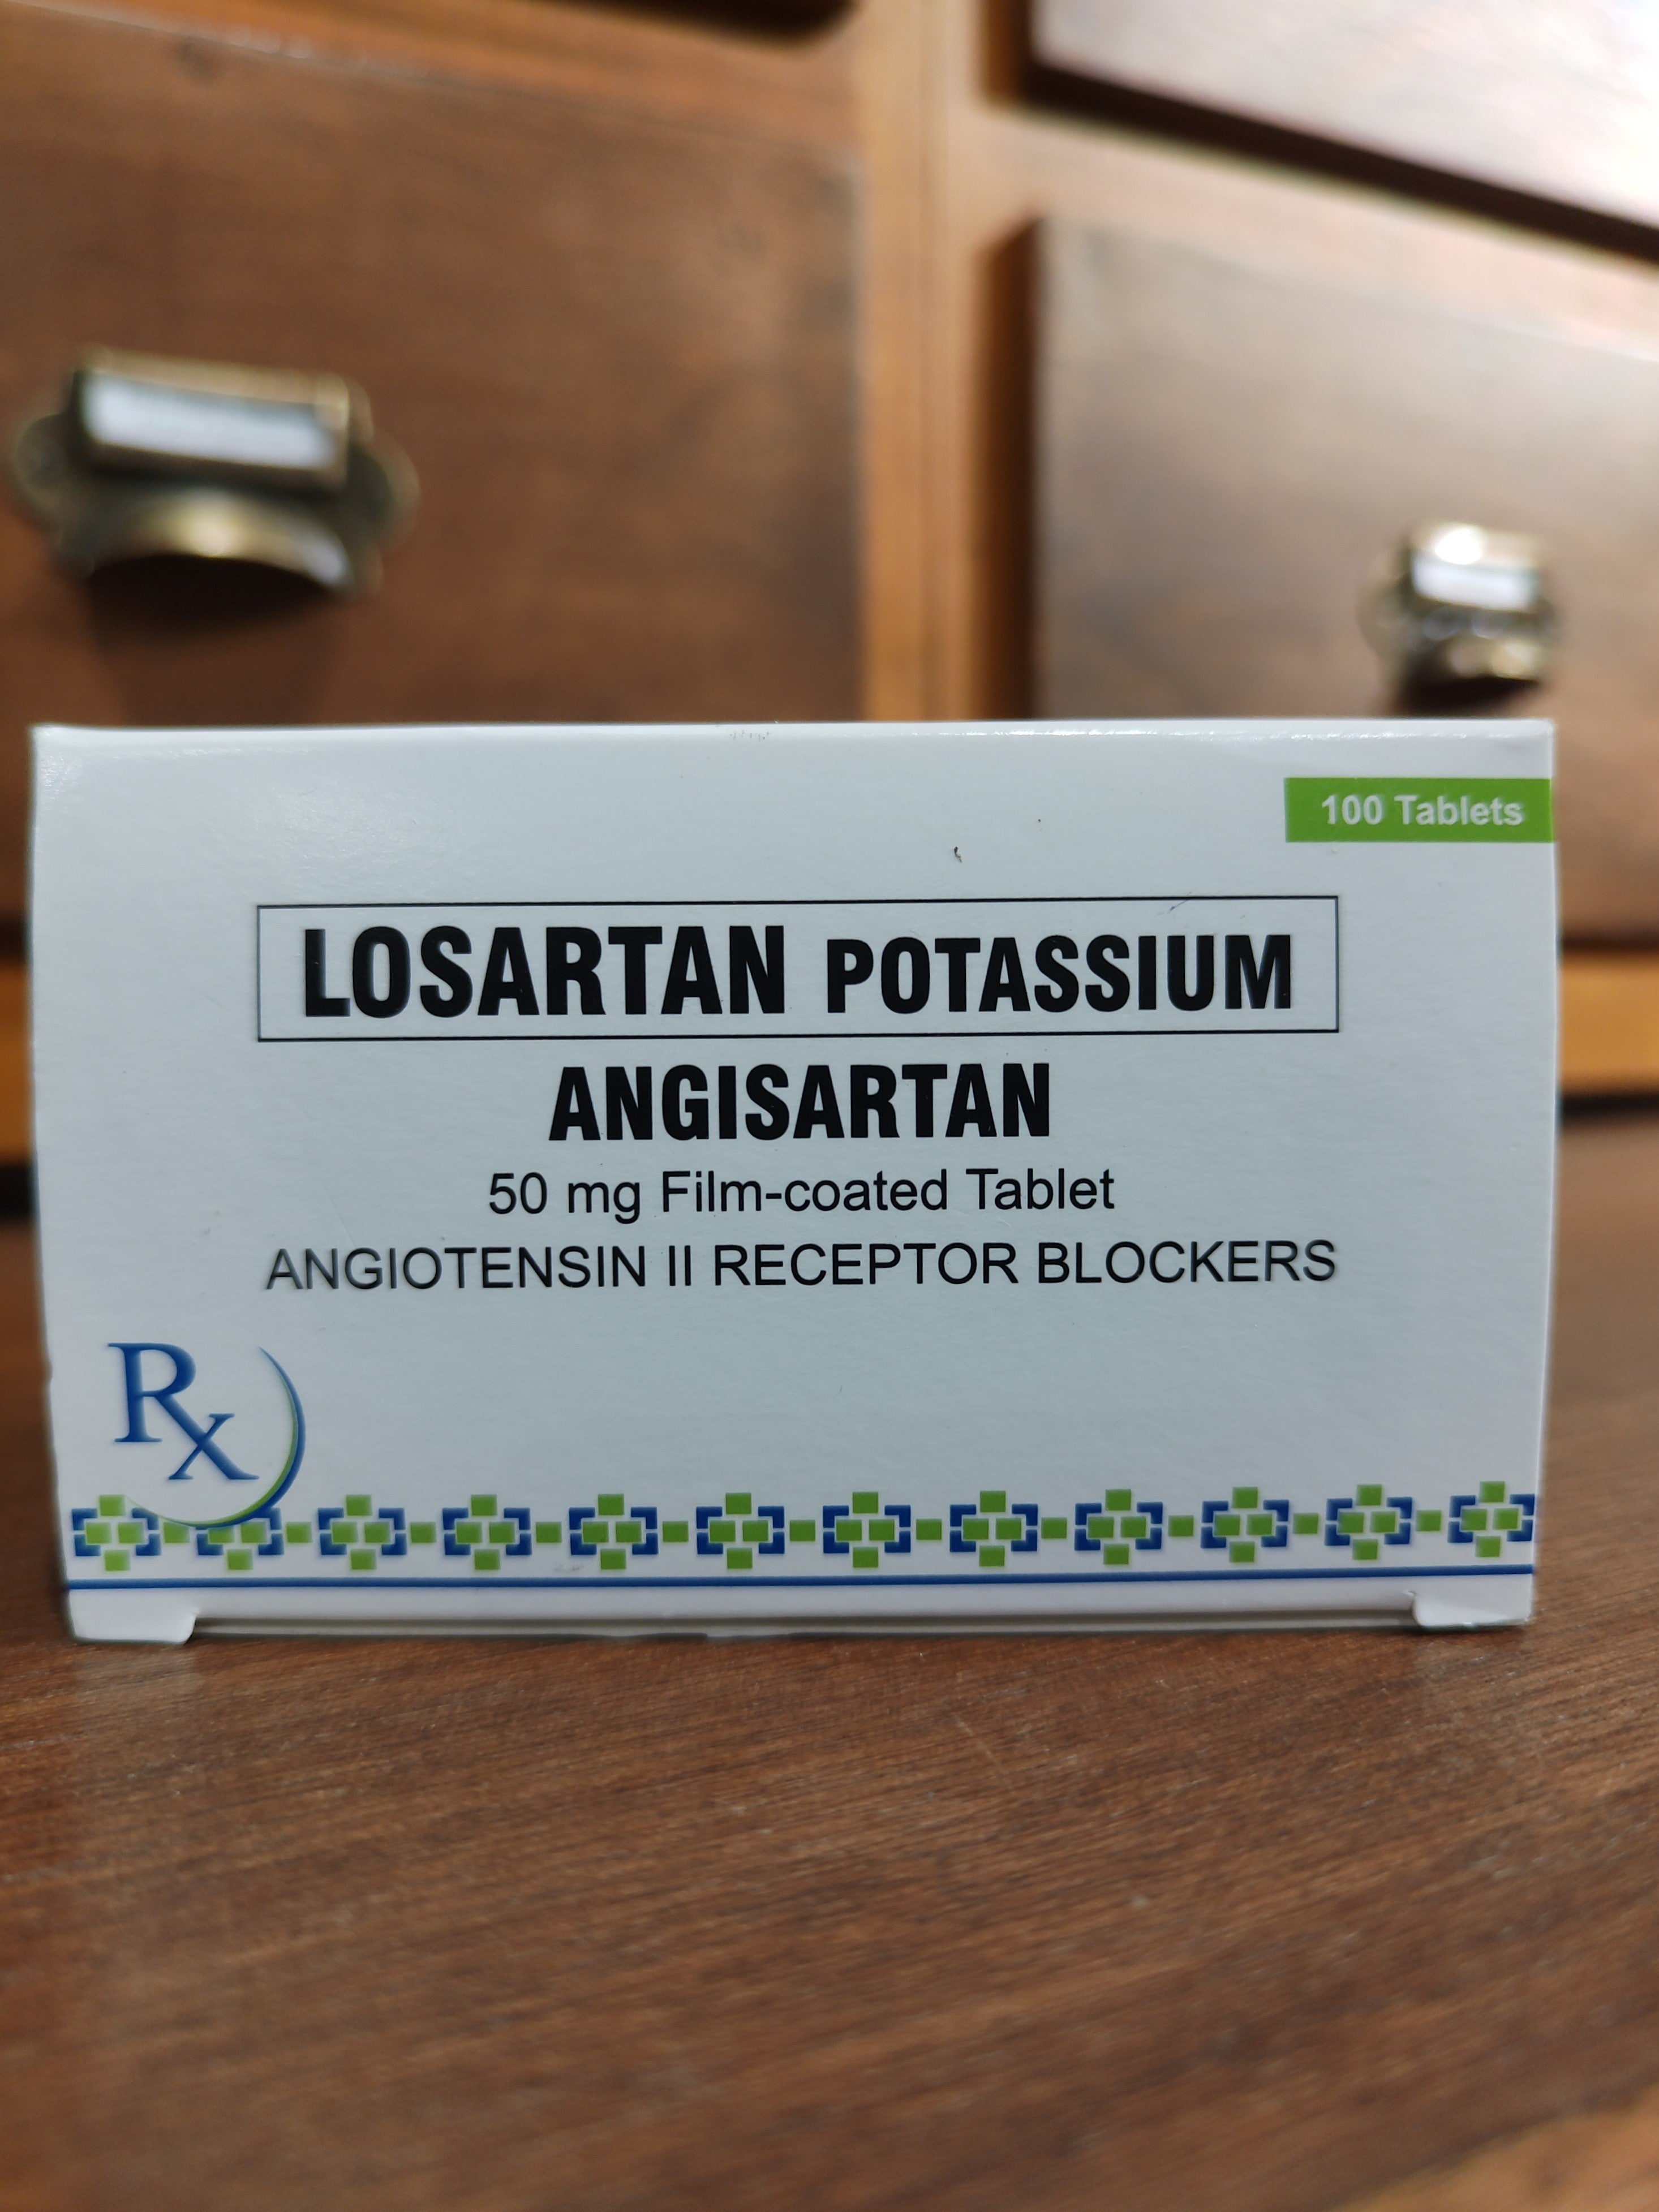 100 Tablets
LOSARTAN POTASSIUM
ANGISARTAN
50 mg Film-coated Tablet
ANGIOTENSIN II RECEPTOR BLOCKERS
Rx